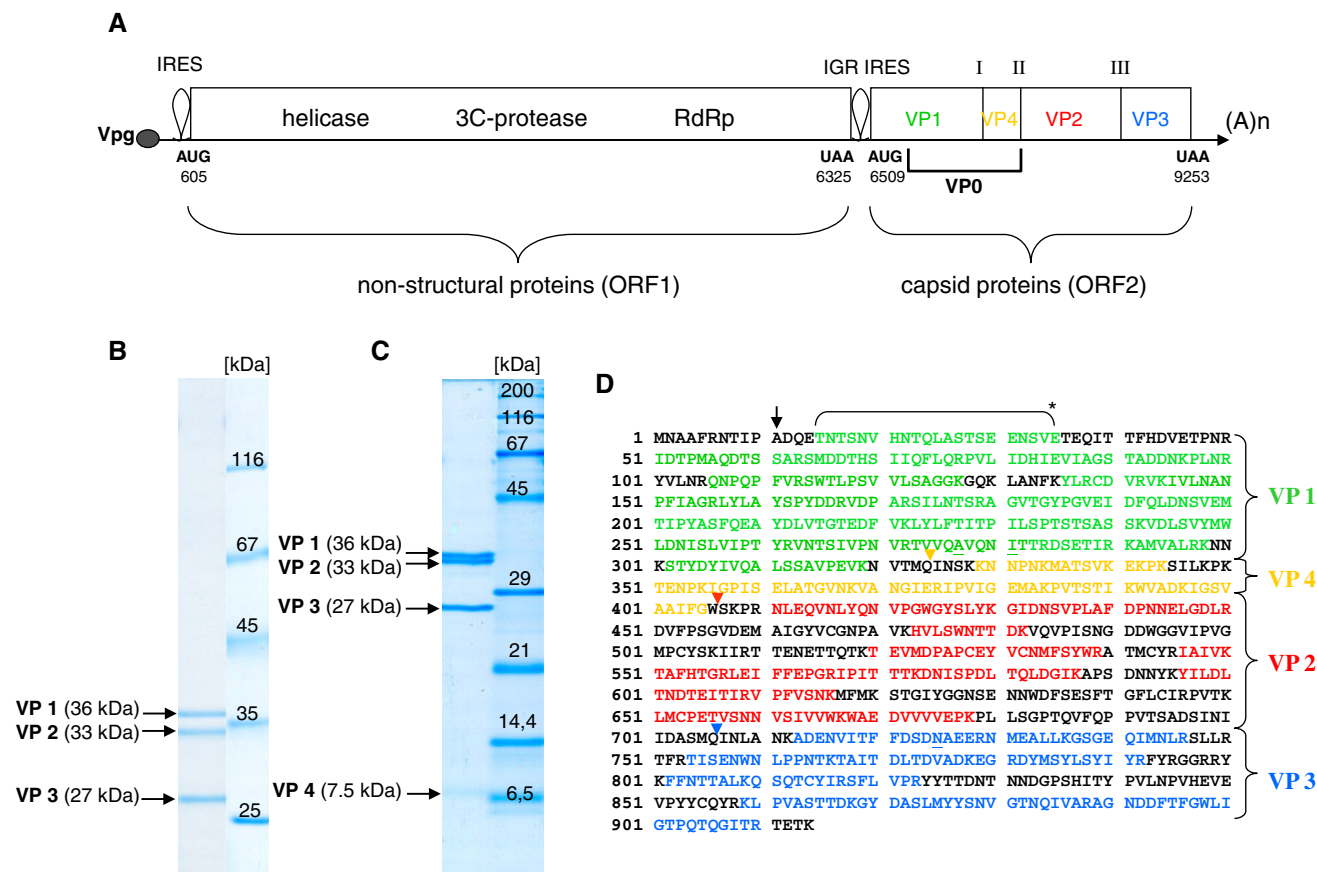 A
IRES
IGR IRES
I
II
III
helicase
3C-protease
RdRp
VP1
VP4
VP2
VP3
Vpg
(A)n
AUG
605
UAA
6325
AUG
6509
VP0
UAA
9253
non-structural proteins (ORF1)
capsid proteins (ORF2)
B
[kDa]
116
67
45
35
25
VP 1 (36 kDa)
VP 2 (33 kDa)
VP 3 (27 kDa)
C
[kDa]
200
116
67
45
29
21
14,4
6,5
VP 1 (36 kDa)
VP 2 (33 kDa)
VP 3 (27 kDa)
VP 4 (7.5 kDa)
D
*
1 MNAAFRNTIP ADQETNTSNV HNTQLASTSE ENSVETEQIT TFHDVETPNR
51 IDTPMAQDTS SARSMDDTHS IIQFLQRPVL IDHIEVIAGS TADDNKPLNR
101 YVLNRQNPQP FVRSWTLPSV VLSAGGKGQK LANFKYLRCD VRVKIVLNAN
151 PFIAGRLYLA YSPYDDRVDP ARSILNTSRA GVTGYPGVEI DFQLDNSVEM
201 TIPYASFQEA YDLVTGTEDF VKLYLFTITP ILSPTSTSAS SKVDLSVYMW
251 LDNISLVIPT YRVNTSIVPN VRTVVQAVQN ITTRDSETIR KAMVALRKNN
301 KSTYDYIVQA LSSAVPEVKN VTMQINSKKN NPNKMATSVK EKPKSILKPK
351 TENPKIGPIS ELATGVNKVA NGIERIPVIG EMAKPVTSTI KWVADKIGSV
401 AAIFGWSKPR NLEQVNLYQN VPGWGYSLYK GIDNSVPLAF DPNNELGDLR
451 DVFPSGVDEM AIGYVCGNPA VKHVLSWNTT DKVQVPISNG DDWGGVIPVG
501 MPCYSKIIRT TENETTQTKT EVMDPAPCEY VCNMFSYWRA TMCYRIAIVK
551 TAFHTGRLEI FFEPGRIPIT TTKDNISPDL TQLDGIKAPS DNNYKYILDL
601 TNDTEITIRV PFVSNKMFMK STGIYGGNSE NNWDFSESFT GFLCIRPVTK
651 LMCPETVSNN VSIVVWKWAE DVVVVEPKPL LSGPTQVFQP PVTSADSINI
701 IDASMQINLA NKADENVITF FDSDNAEERN MEALLKGSGE QIMNLRSLLR
751 TFRTISENWN LPPNTKTAIT DLTDVADKEG RDYMSYLSYI YRFYRGGRRY
801 KFFNTTALKQ SQTCYIRSFL VPRYYTTDNT NNDGPSHITY PVLNPVHEVE
851 VPYYCQYRKL PVASTTDKGY DASLMYYSNV GTNQIVARAG NDDFTFGWLI
901 GTPQTQGITR TETK
VP 1
VP 4
VP 2
VP 3